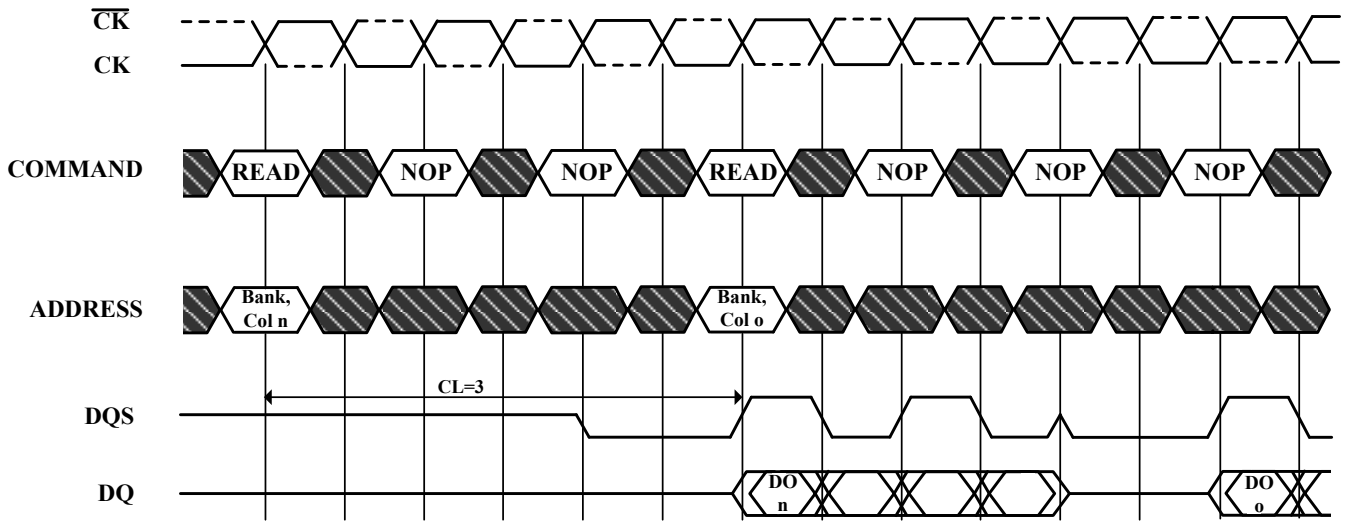 CK
CK
COMMAND READ NOP NOP READ NOP NOP NOP
ADDRESS Bank, Col n Bank, Col o
CL=3
DQS
DQ DO n DO o